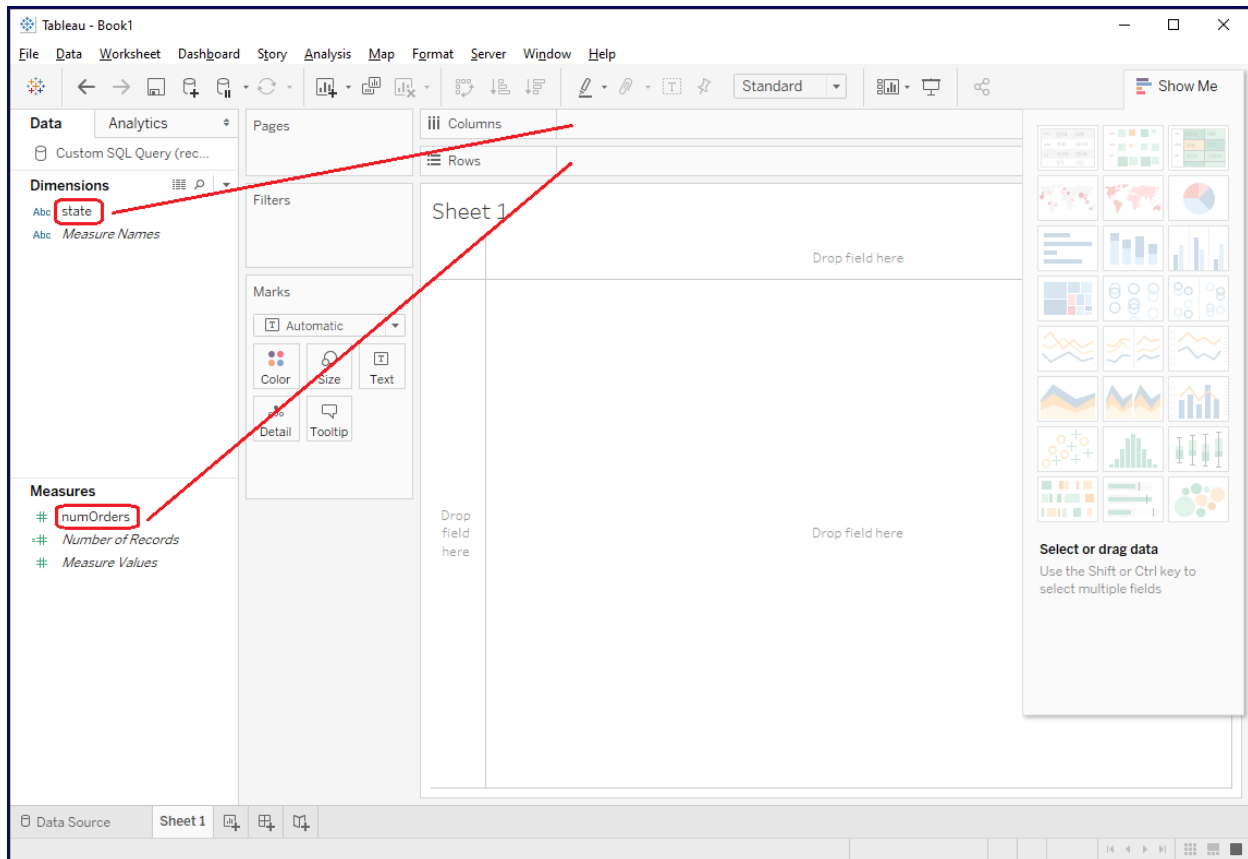 Tableau - Book1
File Data Worksheet Dashboard Story Analysis Map Format Server Window Help
Standard
Show Me
Data Analytics
Custom SQL Query (rec...
Dimensions
Abc state
Abc Measure Names
Measures
# numOrders
=# Number of Records
# Measure Values
Pages
Filters
Marks
T Automatic
Color Size Text
Detail Tooltip
iii Columns
Rows
Sheet 1
Drop field here
Drop
field
here
Drop field here
Select or drag data
Use the Shift or Ctrl key to
select multiple fields
Data Source Sheet 1